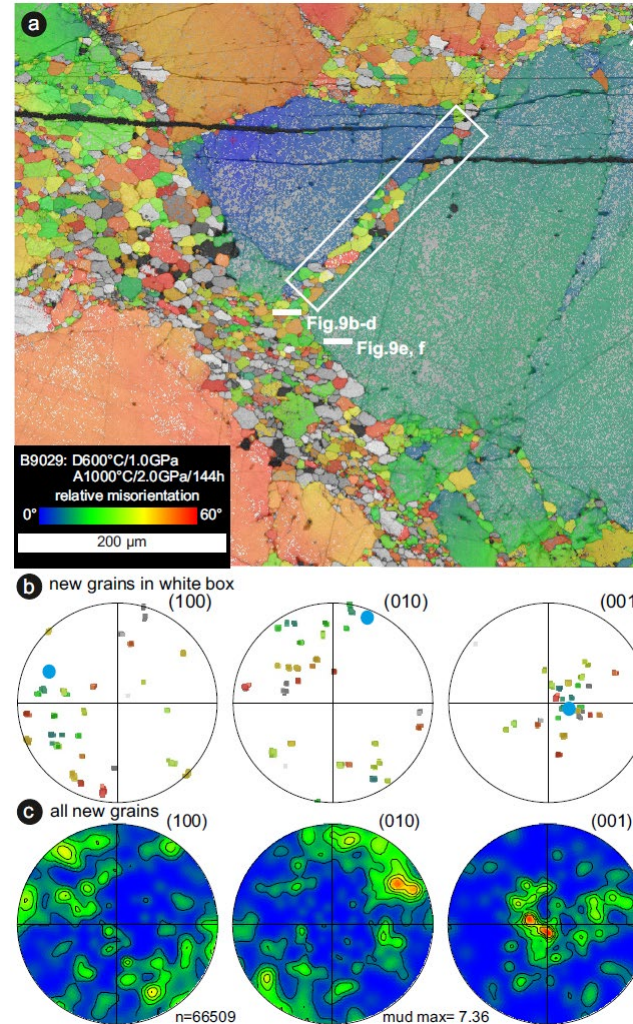 a
Fig.9b-d
Fig.9e, f
B9029: D600°C/1.0GPa
A1000°C/2.0GPa/144h
relative misorientation
0° 60°
200 µm
b new grains in white box
(100) (010) (001
c all new grains
(100) (010) (001)
n=66509 mud max= 7.36